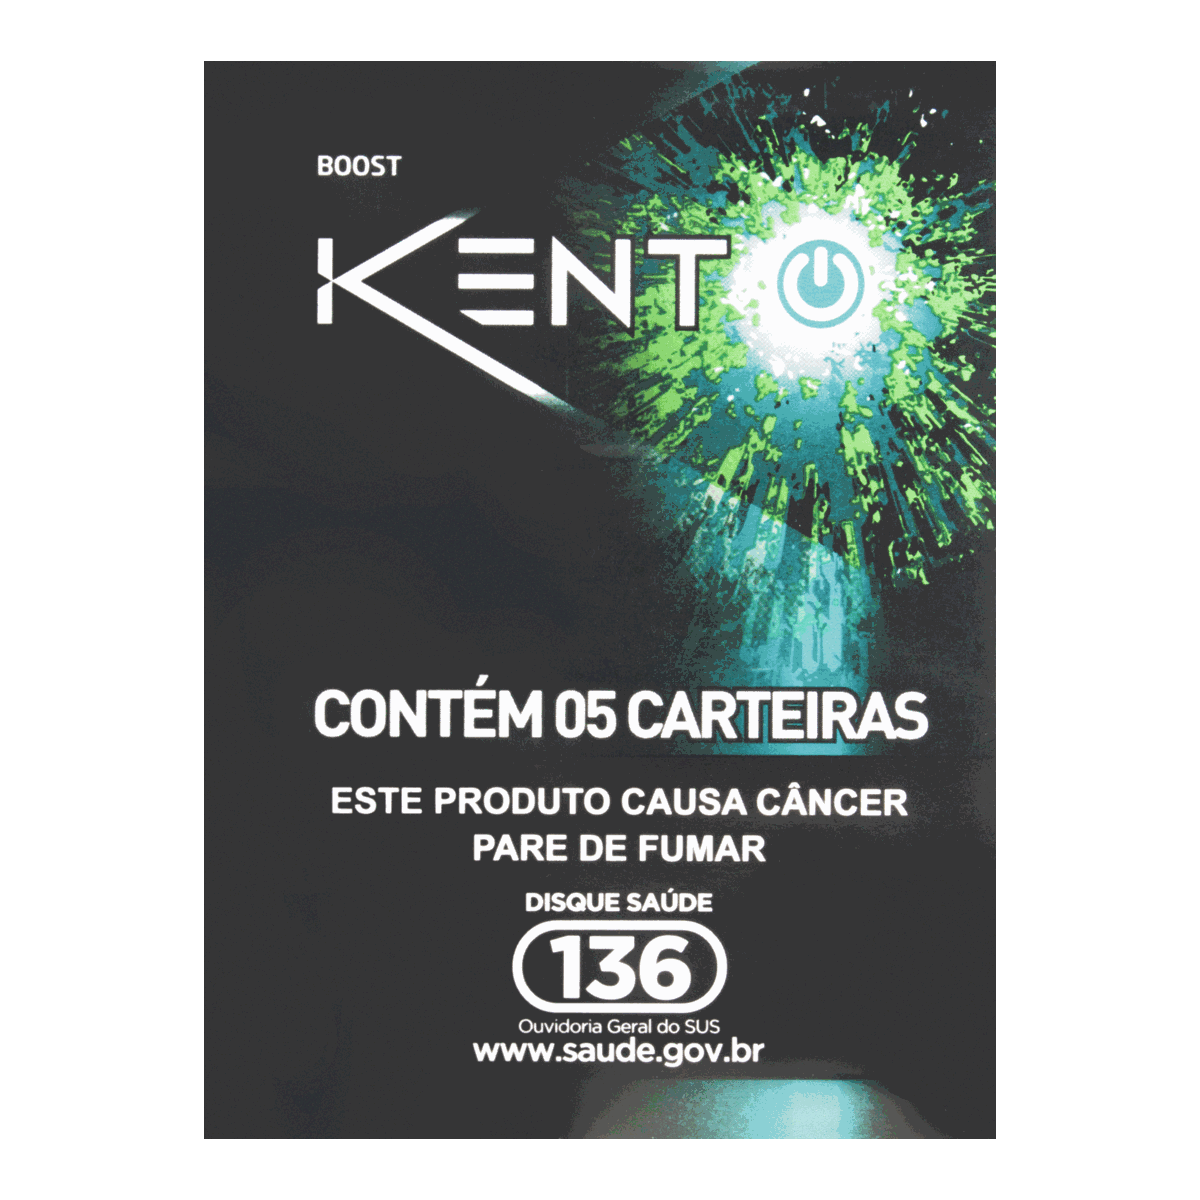 BOOST
KENT
CONTÉM 05 CARTEIRAS
ESTE PRODUTO CAUSA CÂNCER
PARE DE FUMAR
DISQUE SAÚDE
136
Ouvidoria Geral do SUS
www.saude.gov.br